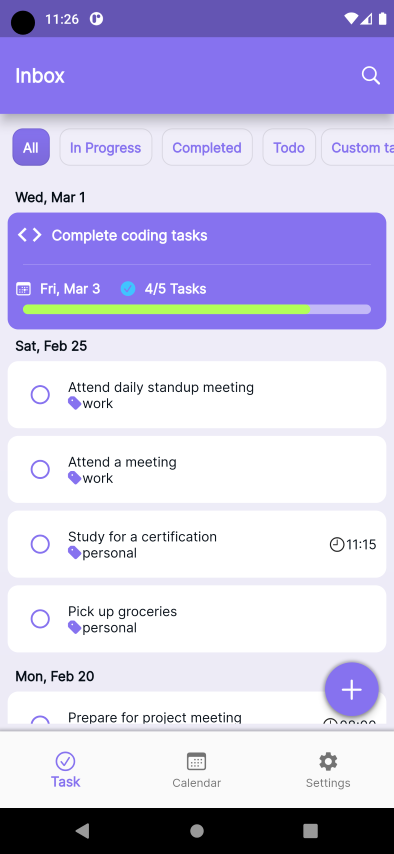 11:26
Inbox
All In Progress Completed Todo Custom ta
Wed, Mar 1
Complete coding tasks
Fri, Mar 3 4/5 Tasks
Sat, Feb 25
Attend daily standup meeting
work
Attend a meeting
work
Study for a certification
personal
11:15
Pick up groceries
personal
Mon, Feb 20
Prepare for project meeting
Task Calendar Settings